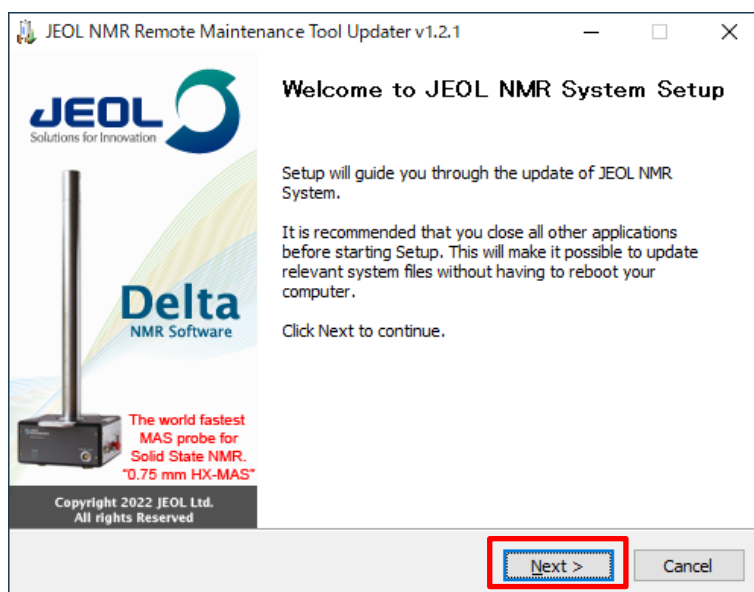 JEOL NMR Remote Maintenance Tool Updater v1.2.1
JEOL
Solutions for Innovation
Welcome to JEOL NMR System Setup
Setup will guide you through the update of JEOL NMR
System.
It is recommended that you close all other applications
before starting Setup. This will make it possible to update
relevant system files without having to reboot your
computer.
Click Next to continue.
Delta
NMR Software
The world fastest
MAS probe for
Solid State NMR.
"0.75 mm HX-MAS"
Copyright 2022 JEOL Ltd.
All rights Reserved
Next >
Cancel